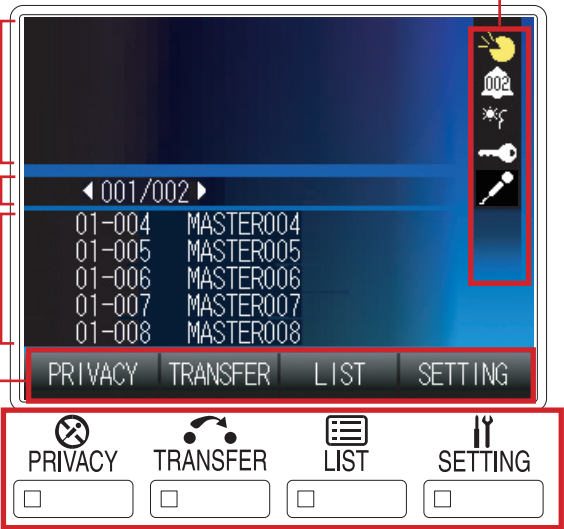 002
001/002
01-004 MASTER004
01-005 MASTER005
01-006 MASTER006
01-007 MASTER007
01-008 MASTER008
PRIVACY TRANSFER LIST SETTING
PRIVACY TRANSFER LIST SETTING